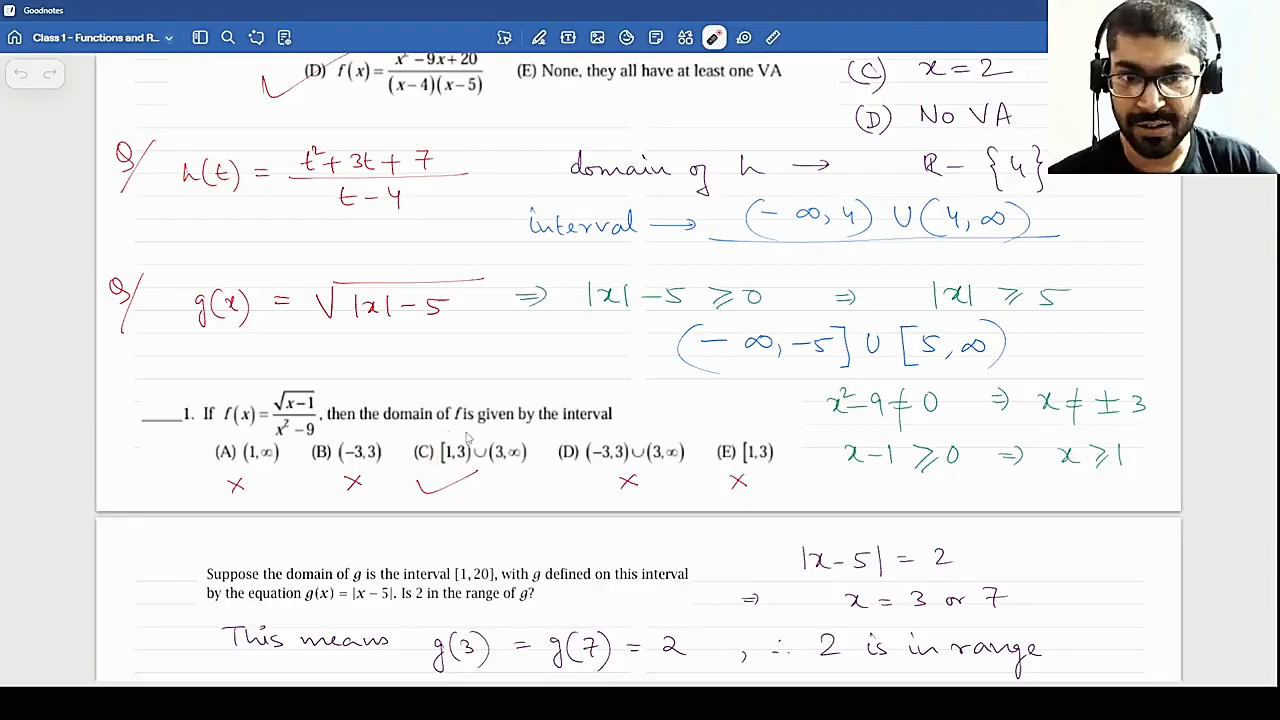 Goodnotes
Class 1 - Functions and R...
(D) f(x) = x² − 9x + 20 / (x − 4)(x − 5) (E) None, they all have at least one VA
(C) x = 2
(D) No VA
Q/ h(t) = t² + 3t + 7 / t − 4 domain of h → R − {4}
interval → (− ∞, 4) ∪ (4, ∞)
Q/ g(x) = √|x| − 5 ⇒ |x| − 5 ⩾ 0 ⇒ |x| ⩾ 5
(− ∞, −5] ∪ [5, ∞)
x² − 9 ≠ 0 ⇒ x ≠ ± 3
_____1. If f(x) = √x−1 / x² − 9, then the domain of f is given by the interval
(A) (1,∞) (B) (−3,3) (C) [1,3)∪(3,∞) (D) (−3,3)∪(3,∞) (E) [1,3)
x − 1 ⩾ 0 ⇒ x ⩾ 1
|x − 5| = 2
Suppose the domain of g is the interval [1,20], with g defined on this interval
by the equation g(x) = |x − 5|. Is 2 in the range of g?
⇒ x = 3 or 7
This means g(3) = g(7) = 2 , ∴ 2 is in range